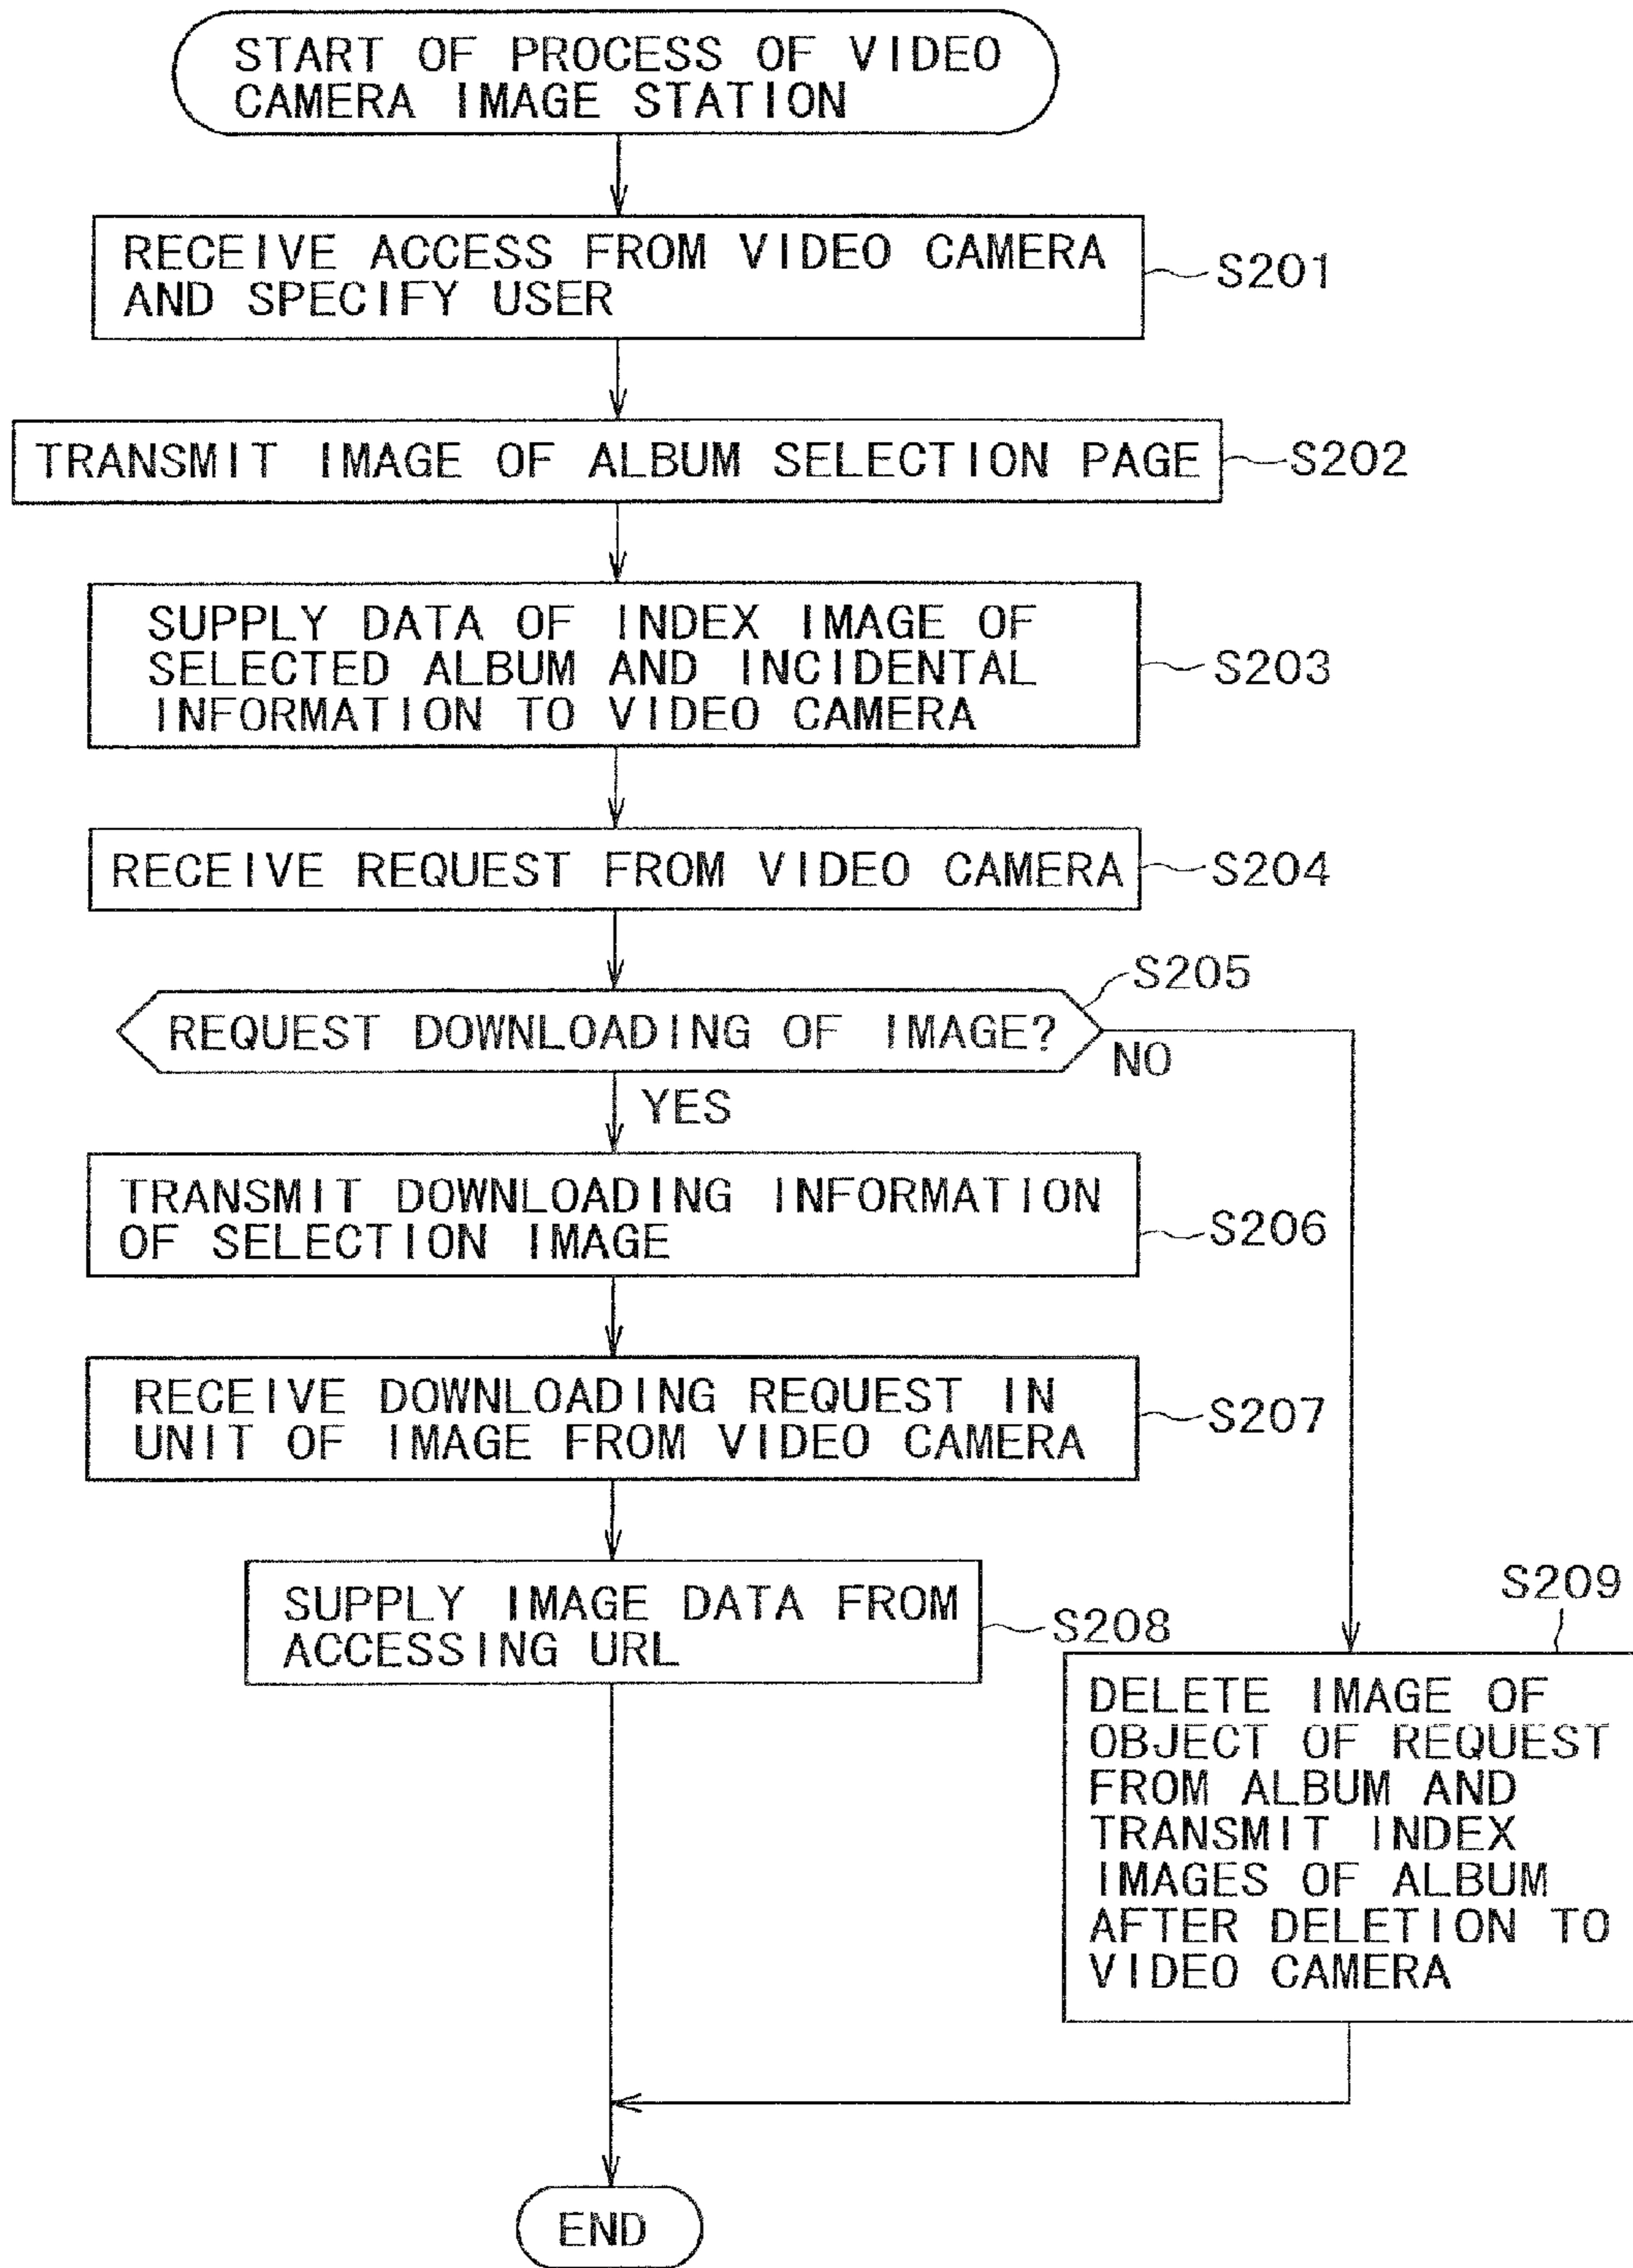 START OF PROCESS OF VIDEO
CAMERA IMAGE STATION
RECEIVE ACCESS FROM VIDEO CAMERA
AND SPECIFY USER
S201
TRANSMIT IMAGE OF ALBUM SELECTION PAGE
S202
SUPPLY DATA OF INDEX IMAGE OF
SELECTED ALBUM AND INCIDENTAL
INFORMATION TO VIDEO CAMERA
S203
RECEIVE REQUEST FROM VIDEO CAMERA
S204
S205
REQUEST DOWNLOADING OF IMAGE?
NO
YES
TRANSMIT DOWNLOADING INFORMATION
OF SELECTION IMAGE
S206
RECEIVE DOWNLOADING REQUEST IN
UNIT OF IMAGE FROM VIDEO CAMERA
S207
SUPPLY IMAGE DATA FROM
ACCESSING URL
S208
S209
DELETE IMAGE OF
OBJECT OF REQUEST
FROM ALBUM AND
TRANSMIT INDEX
IMAGES OF ALBUM
AFTER DELETION TO
VIDEO CAMERA
END